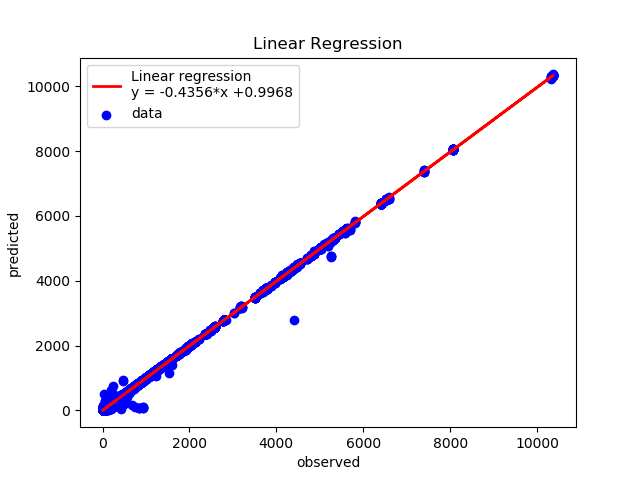 Linear Regression
Linear regression
y = -0.4356*x +0.9968
data
predicted
10000
8000
6000
4000
2000
0
0 2000 4000 6000 8000 10000
observed